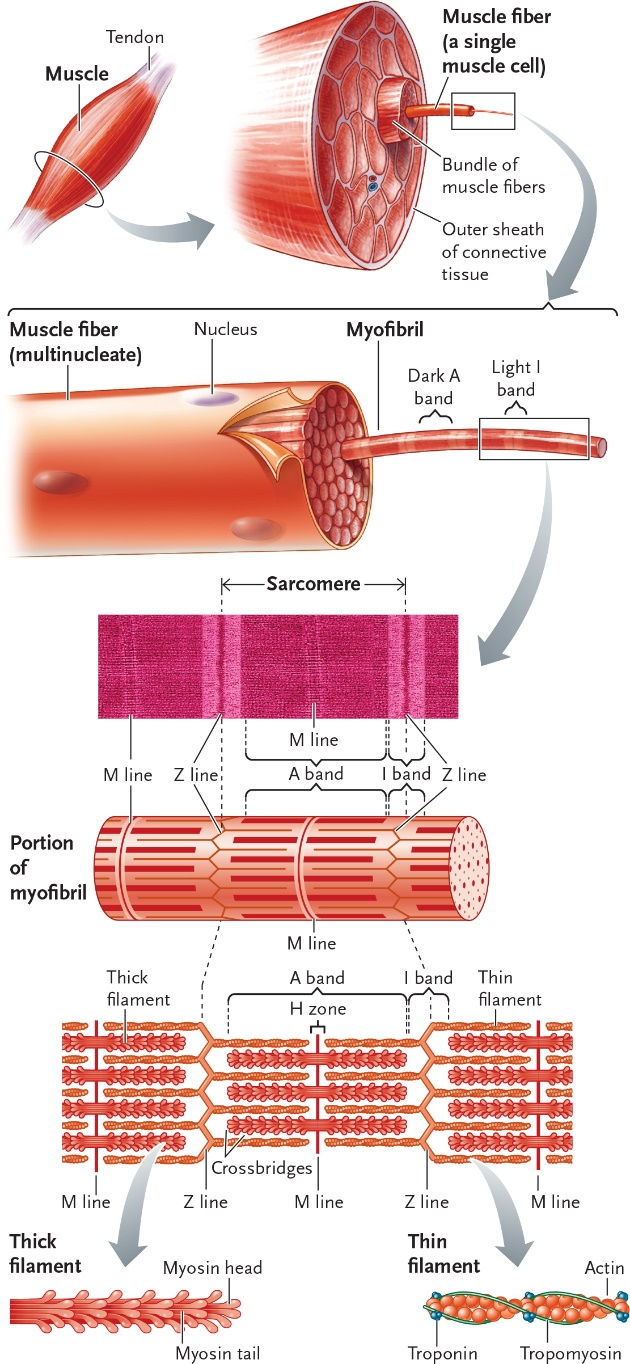 Tendon
Muscle
Muscle fiber
(a single
muscle cell)
Bundle of
muscle fibers
Outer sheath
of connective
tissue
Muscle fiber
(multinucleate)
Nucleus
Myofibril
Dark A
band
Light I
band
Sarcomere
M line
M line
Z line
A band
I band
Z line
Portion
of
myofibril
M line
Thick
filament
A band
I band
Thin
filament
H zone
Crossbridges
M line
Z line
M line
Z line
M line
Thick
filament
Myosin head
Myosin tail
Thin
filament
Actin
Troponin
Tropomyosin